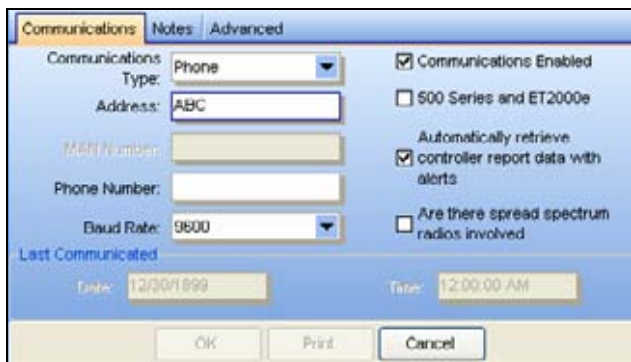 Communications Notes Advanced
Communications Type: Phone
Address: ABC
MAN Number:
Phone Number:
Baud Rate: 9600
Communications Enabled
500 Series and ET2000e
Automatically retrieve
controller report data with
alerts
Are there spread spectrum
radios involved
Last Communicated
Date: 12/30/1899
Time: 12:00:00 AM
OK Print Cancel